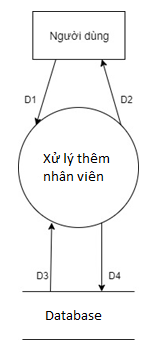 Người dùng
D1
D2
Xử lý thêm
nhân viên
D3
D4
Database